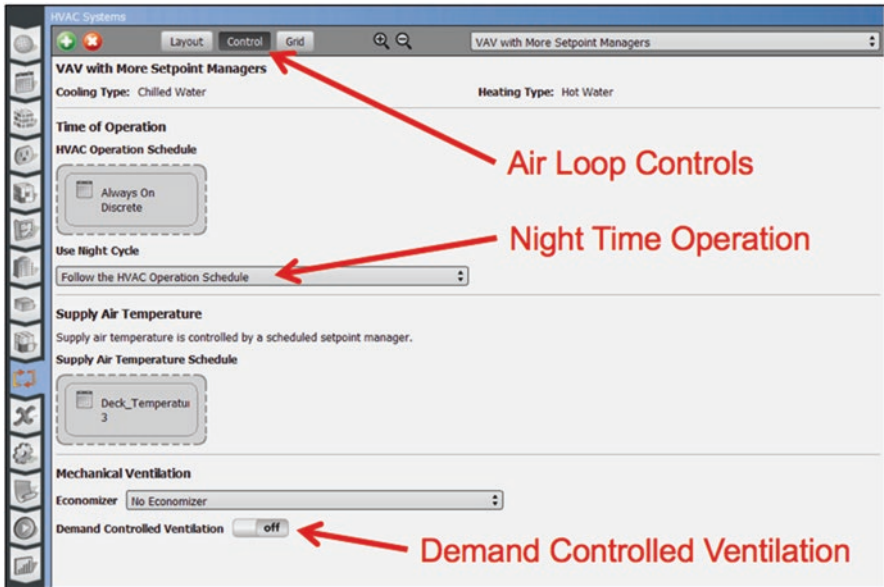 HVAC Systems
Layout Control Grid VAV with More Setpoint Managers
VAV with More Setpoint Managers
Cooling Type: Chilled Water Heating Type: Hot Water
Time of Operation
HVAC Operation Schedule
Air Loop Controls
Always On
Discrete
Night Time Operation
Use Night Cycle
Follow the HVAC Operation Schedule
Supply Air Temperature
Supply air temperature is controlled by a scheduled setpoint manager.
Supply Air Temperature Schedule
Deck_Temperatu
3
Mechanical Ventilation
Economizer No Economizer
Demand Controlled Ventilation off
Demand Controlled Ventilation